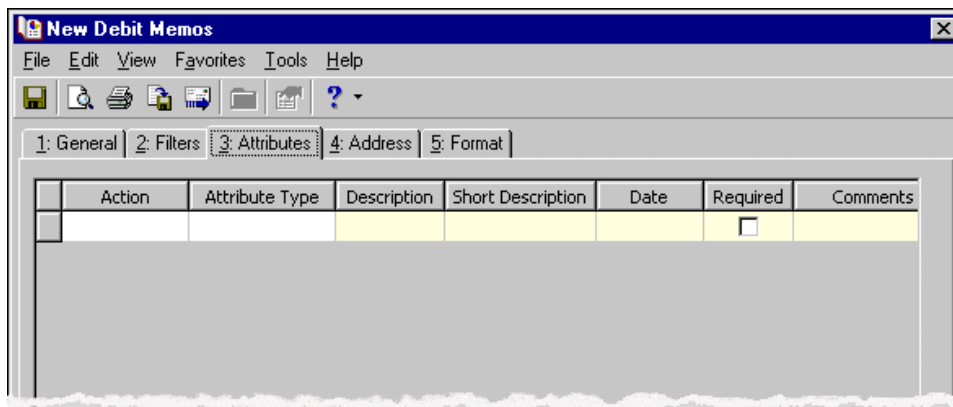 New Debit Memos
File Edit View Favorites Tools Help
?
1: General 2: Filters 3: Attributes 4: Address 5: Format
Action Attribute Type Description Short Description Date Required Comments